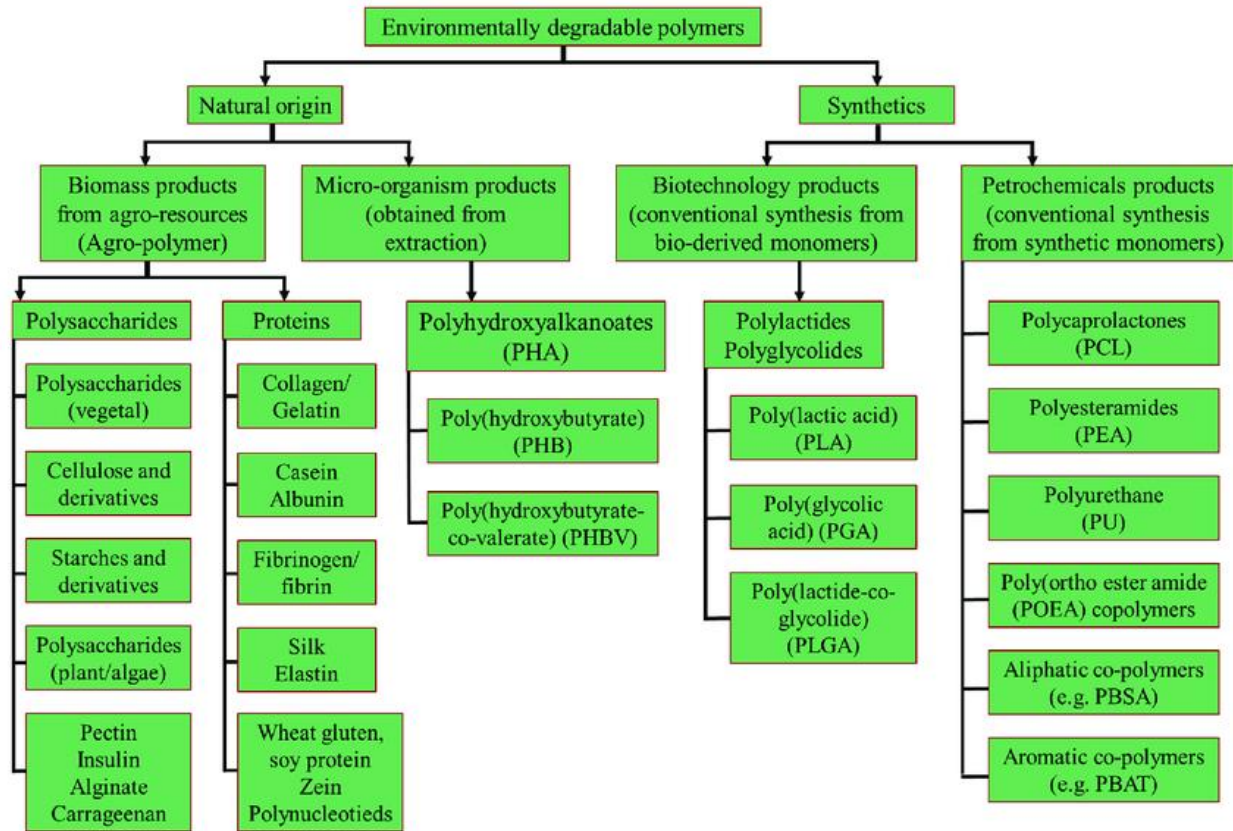 Environmentally degradable polymers
Natural origin
Synthetics
Biomass products
from agro-resources
(Agro-polymer)
Micro-organism products
(obtained from
extraction)
Biotechnology products
(conventional synthesis from
bio-derived monomers)
Petrochemicals products
(conventional synthesis
from synthetic monomers)
Polysaccharides
Polysaccharides
(vegetal)
Cellulose and
derivatives
Starches and
derivatives
Polysaccharides
(plant/algae)
Pectin
Insulin
Alginate
Carrageenan
Proteins
Collagen/
Gelatin
Casein
Albunin
Fibrinogen/
fibrin
Silk
Elastin
Wheat gluten,
soy protein
Zein
Polynucleotieds
Polyhydroxyalkanoates
(PHA)
Poly(hydroxybutyrate)
(PHB)
Poly(hydroxybutyrate-
co-valerate) (PHBV)
Polylactides
Polyglycolides
Poly(lactic acid)
(PLA)
Poly(glycolic
acid) (PGA)
Poly(lactide-co-
glycolide)
(PLGA)
Polycaprolactones
(PCL)
Polyesteramides
(PEA)
Polyurethane
(PU)
Poly(ortho ester amide
(POEA) copolymers
Aliphatic co-polymers
(e.g. PBSA)
Aromatic co-polymers
(e.g. PBAT)